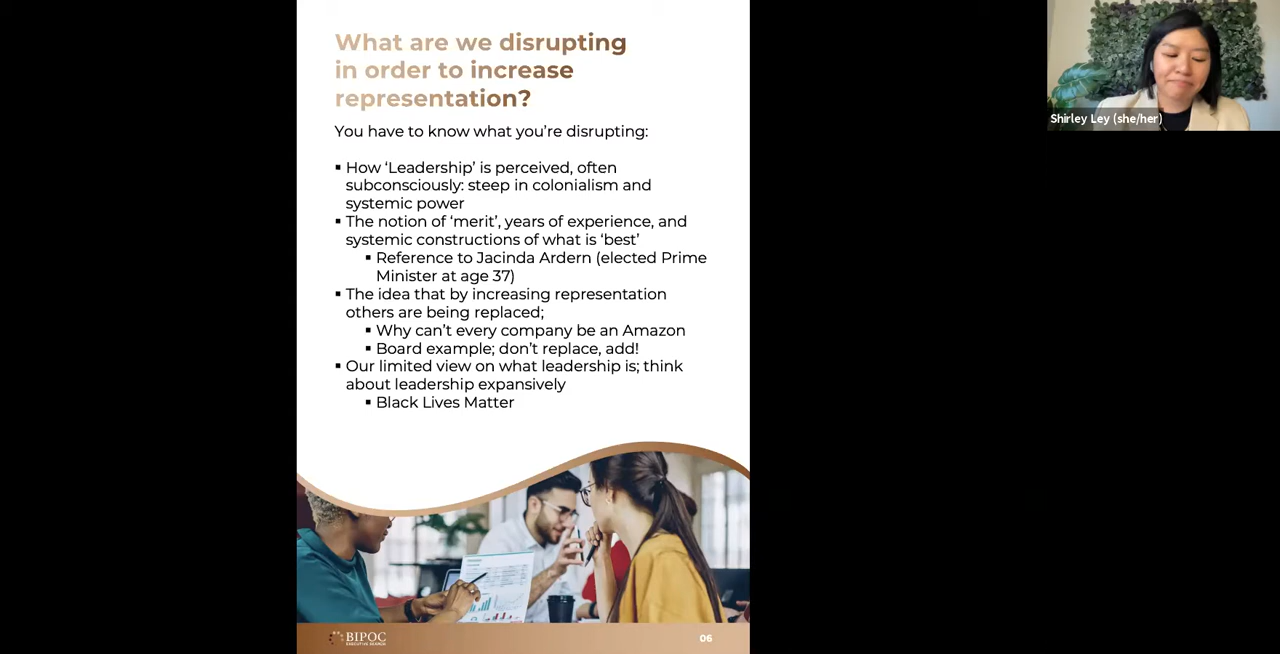 What are we disrupting
in order to increase
representation?
You have to know what you're disrupting:
▪ How 'Leadership' is perceived, often
subconsciously: steep in colonialism and
systemic power
▪ The notion of 'merit', years of experience, and
systemic constructions of what is 'best'
▪ Reference to Jacinda Ardern (elected Prime
Minister at age 37)
▪ The idea that by increasing representation
others are being replaced;
▪ Why can't every company be an Amazon
▪ Board example; don't replace, add!
▪ Our limited view on what leadership is; think
about leadership expansively
▪ Black Lives Matter
BIPOC
EXECUTIVE SEARCH
06
Shirley Ley (she/her)